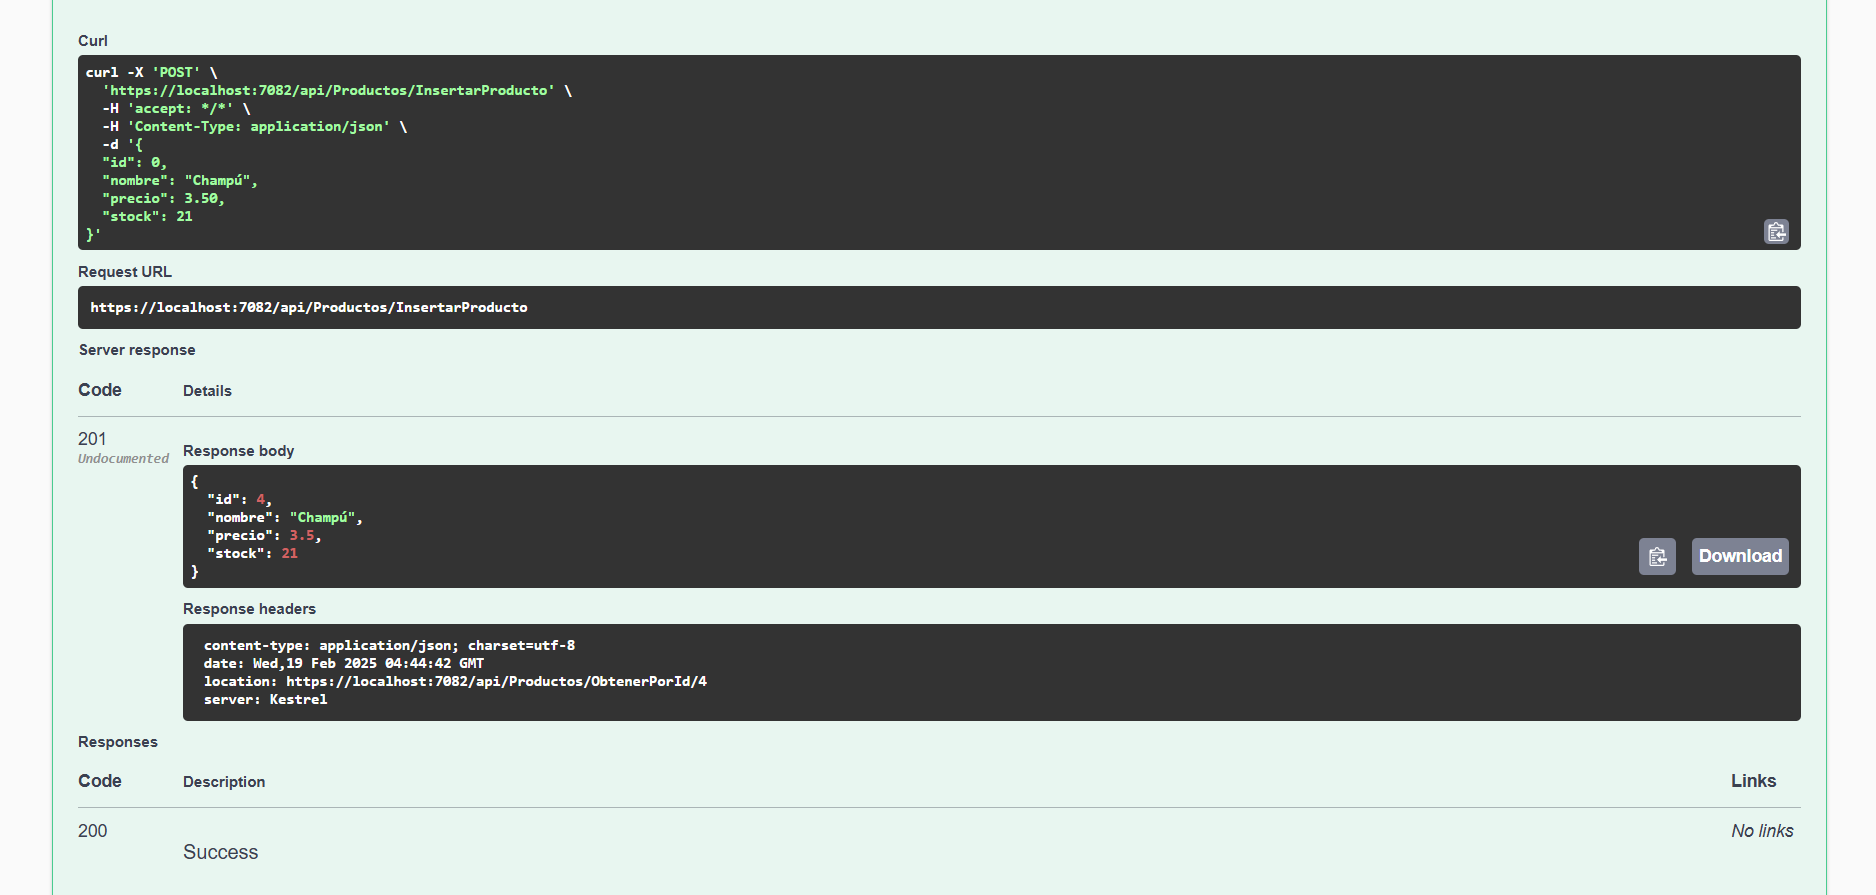 Curl
curl -X 'POST' \
'https://localhost:7082/api/Productos/InsertarProducto' \
-H 'accept: */*' \
-H 'Content-Type: application/json' \
-d '{
"id": 0,
"nombre": "Champú",
"precio": 3.50,
"stock": 21
}'
Request URL
https://localhost:7082/api/Productos/InsertarProducto
Server response
Code Details
201
Undocumented
Response body
{
"id": 4,
"nombre": "Champú",
"precio": 3.5,
"stock": 21
}
Download
Response headers
content-type: application/json; charset=utf-8
date: Wed,19 Feb 2025 04:44:42 GMT
location: https://localhost:7082/api/Productos/ObtenerPorId/4
server: Kestrel
Responses
Code Description Links
200 No links
Success